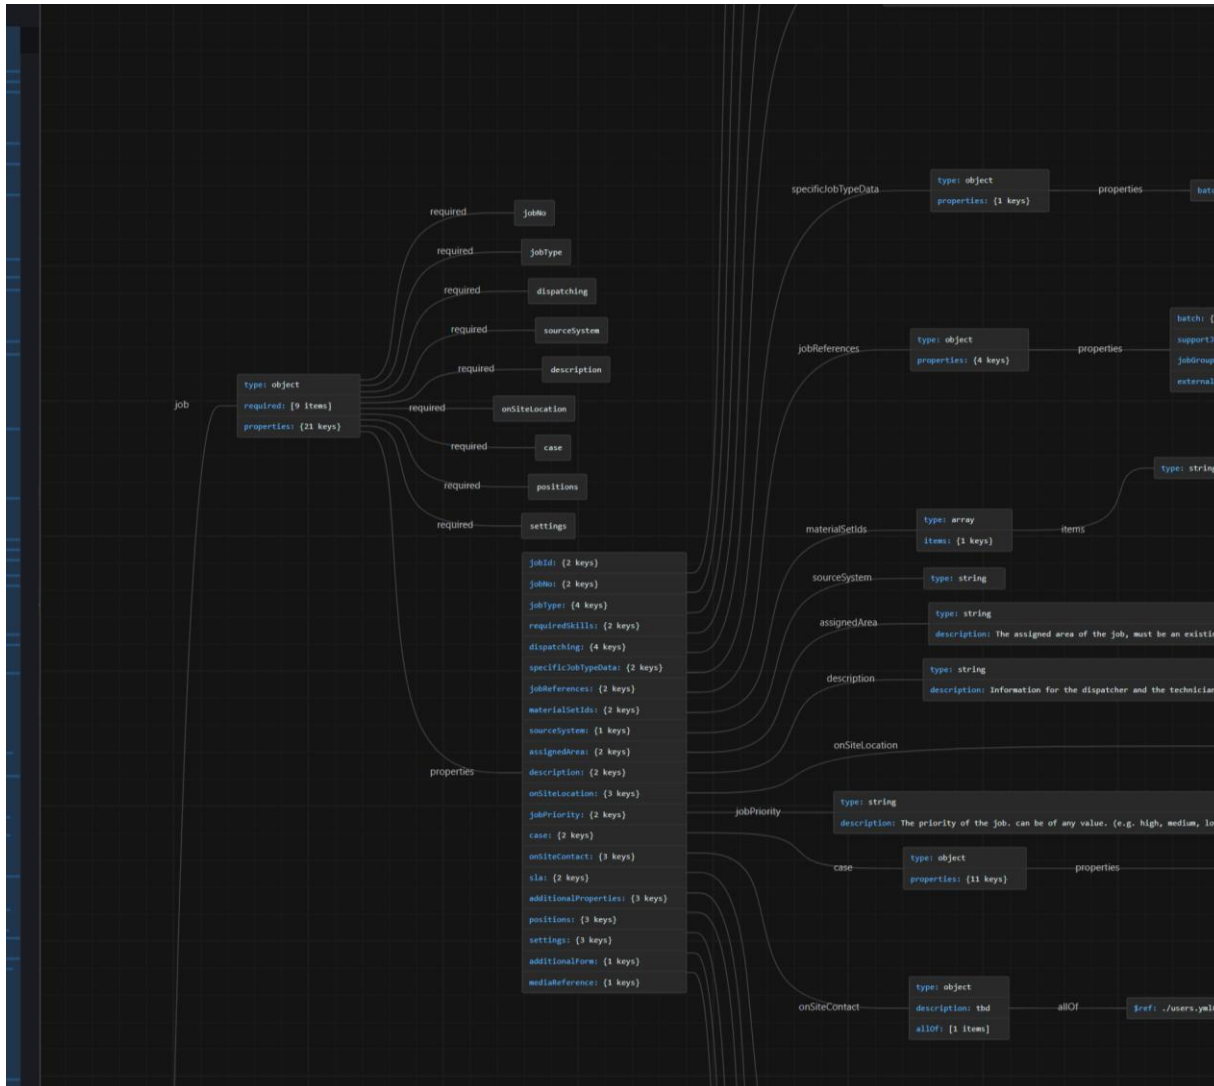 job
type: object
required: [9 items]
properties: {21 keys}
required
jobNo
required
jobType
required
dispatching
required
sourceSystem
required
description
required
onSiteLocation
required
case
required
positions
required
settings
properties
jobId: {2 keys}
jobNo: {2 keys}
jobType: {4 keys}
requiredSkills: {2 keys}
dispatching: {4 keys}
specificJobTypeData: {2 keys}
jobReferences: {2 keys}
materialSetIds: {2 keys}
sourceSystem: {1 keys}
assignedArea: {2 keys}
description: {2 keys}
onSiteLocation: {3 keys}
jobPriority: {2 keys}
case: {2 keys}
onSiteContact: {3 keys}
sla: {2 keys}
additionalProperties: {3 keys}
positions: {3 keys}
settings: {3 keys}
additionalForm: {1 keys}
mediaReference: {1 keys}
specificJobTypeData
type: object
properties: {1 keys}
properties
batc
jobReferences
type: object
properties: {4 keys}
properties
batch: {
supportJ
jobGroup
external
materialSetIds
type: array
items: {1 keys}
items
type: string
sourceSystem
type: string
assignedArea
type: string
description: The assigned area of the job, must be an existi
description
type: string
description: Information for the dispatcher and the technician
onSiteLocation
jobPriority
type: string
description: The priority of the job. can be of any value. (e.g. high, medium, lo
case
type: object
properties: {11 keys}
properties
onSiteContact
type: object
description: tbd
allOf: [1 items]
allOf
$ref: ./users.yml